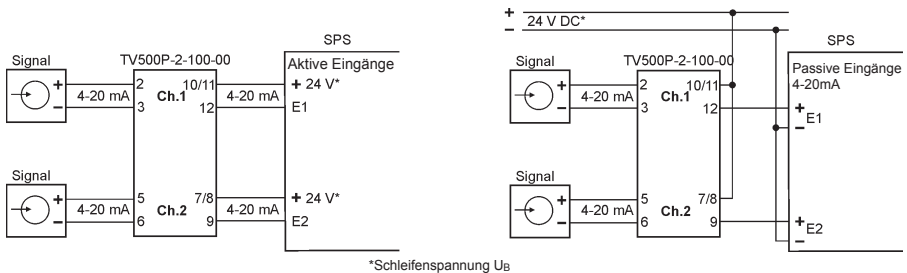 SPS
Signal
TV500P-2-100-00
Aktive Eingänge
+ 2 10/11 + 24 V*
4-20 mA Ch.1 4-20 mA
− 3 12 E1
Signal
+ 5 7/8 + 24 V*
4-20 mA Ch.2 4-20 mA
− 6 9 E2
+
24 V DC*
−
SPS
Signal
TV500P-2-100-00
Passive Eingänge
4-20mA
+ 2 10/11
4-20 mA Ch.1
− 3 12 + E1
−
Signal
+ 5 7/8
4-20 mA Ch.2
− 6 9 + E2
−
*Schleifenspannung UB